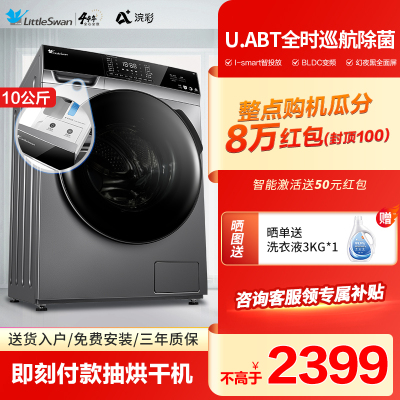 LittleSwan
浣彩
U.ABT全时巡航除菌
I-smart智投放
BLDC变频
幻夜黑全面屏
10公斤
整点购机瓜分
8万红包(封顶100)
智能激活送50元红包
晒图送
晒单送
洗衣液3KG*1
赠
咨询客服领专属补贴
送货入户/免费安装/三年质保
即刻付款抽烘干机
不高于
¥
2399